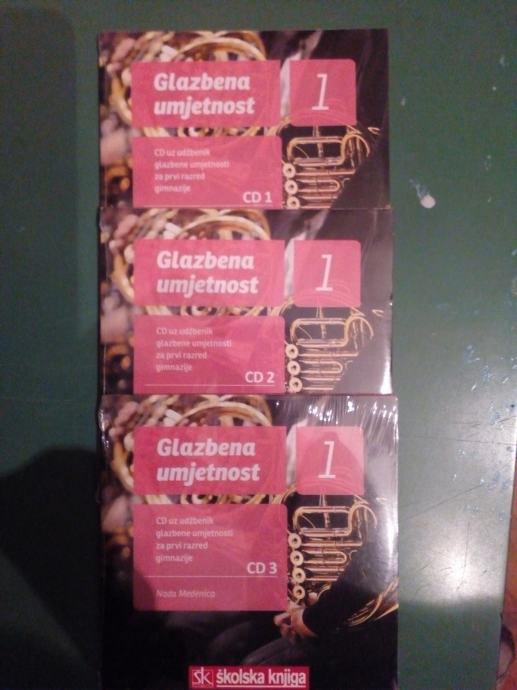 Glazbena
umjetnost
1
CD uz udžbenik
glazbene umjetnosti
za prvi razred
gimnazije
CD 1
Glazbena
umjetnost
1
CD uz udžbenik
glazbene umjetnosti
za prvi razred
gimnazije
CD 2
Glazbena
umjetnost
1
CD uz udžbenik
glazbene umjetnosti
za prvi razred
gimnazije
CD 3
Nada Medenica
sk školska knjiga